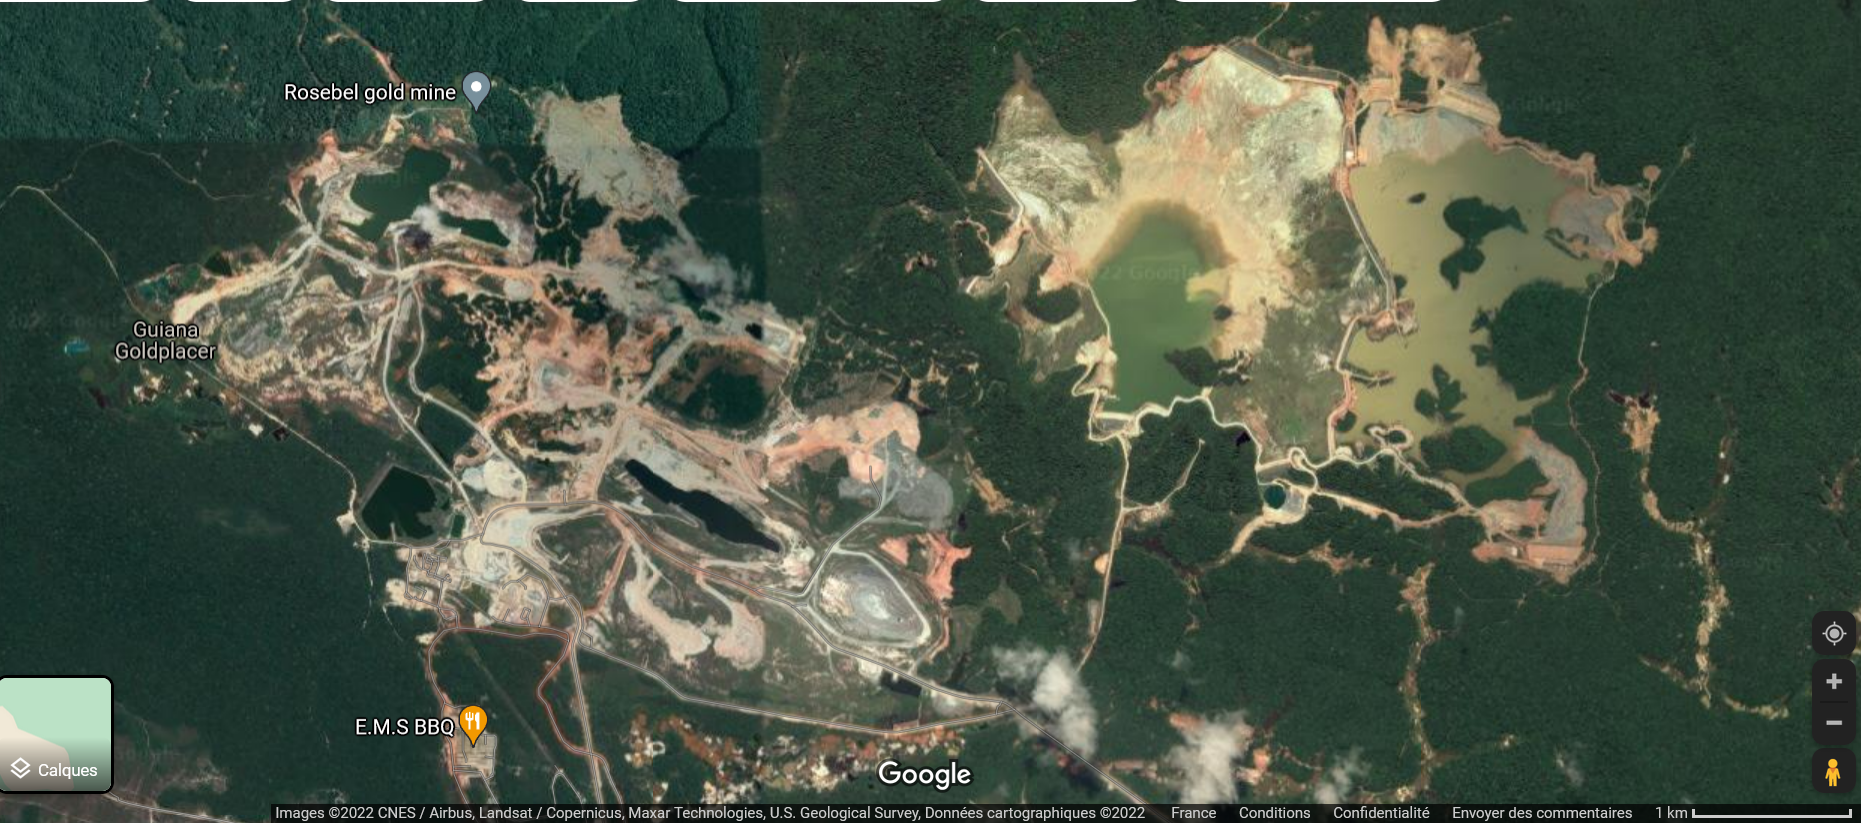 Rosebel gold mine
Guiana
Goldplacer
E.M.S BBQ
Calques
Google
Images ©2022 CNES / Airbus, Landsat / Copernicus, Maxar Technologies, U.S. Geological Survey, Données cartographiques ©2022 France Conditions Confidentialité Envoyer des commentaires 1 km